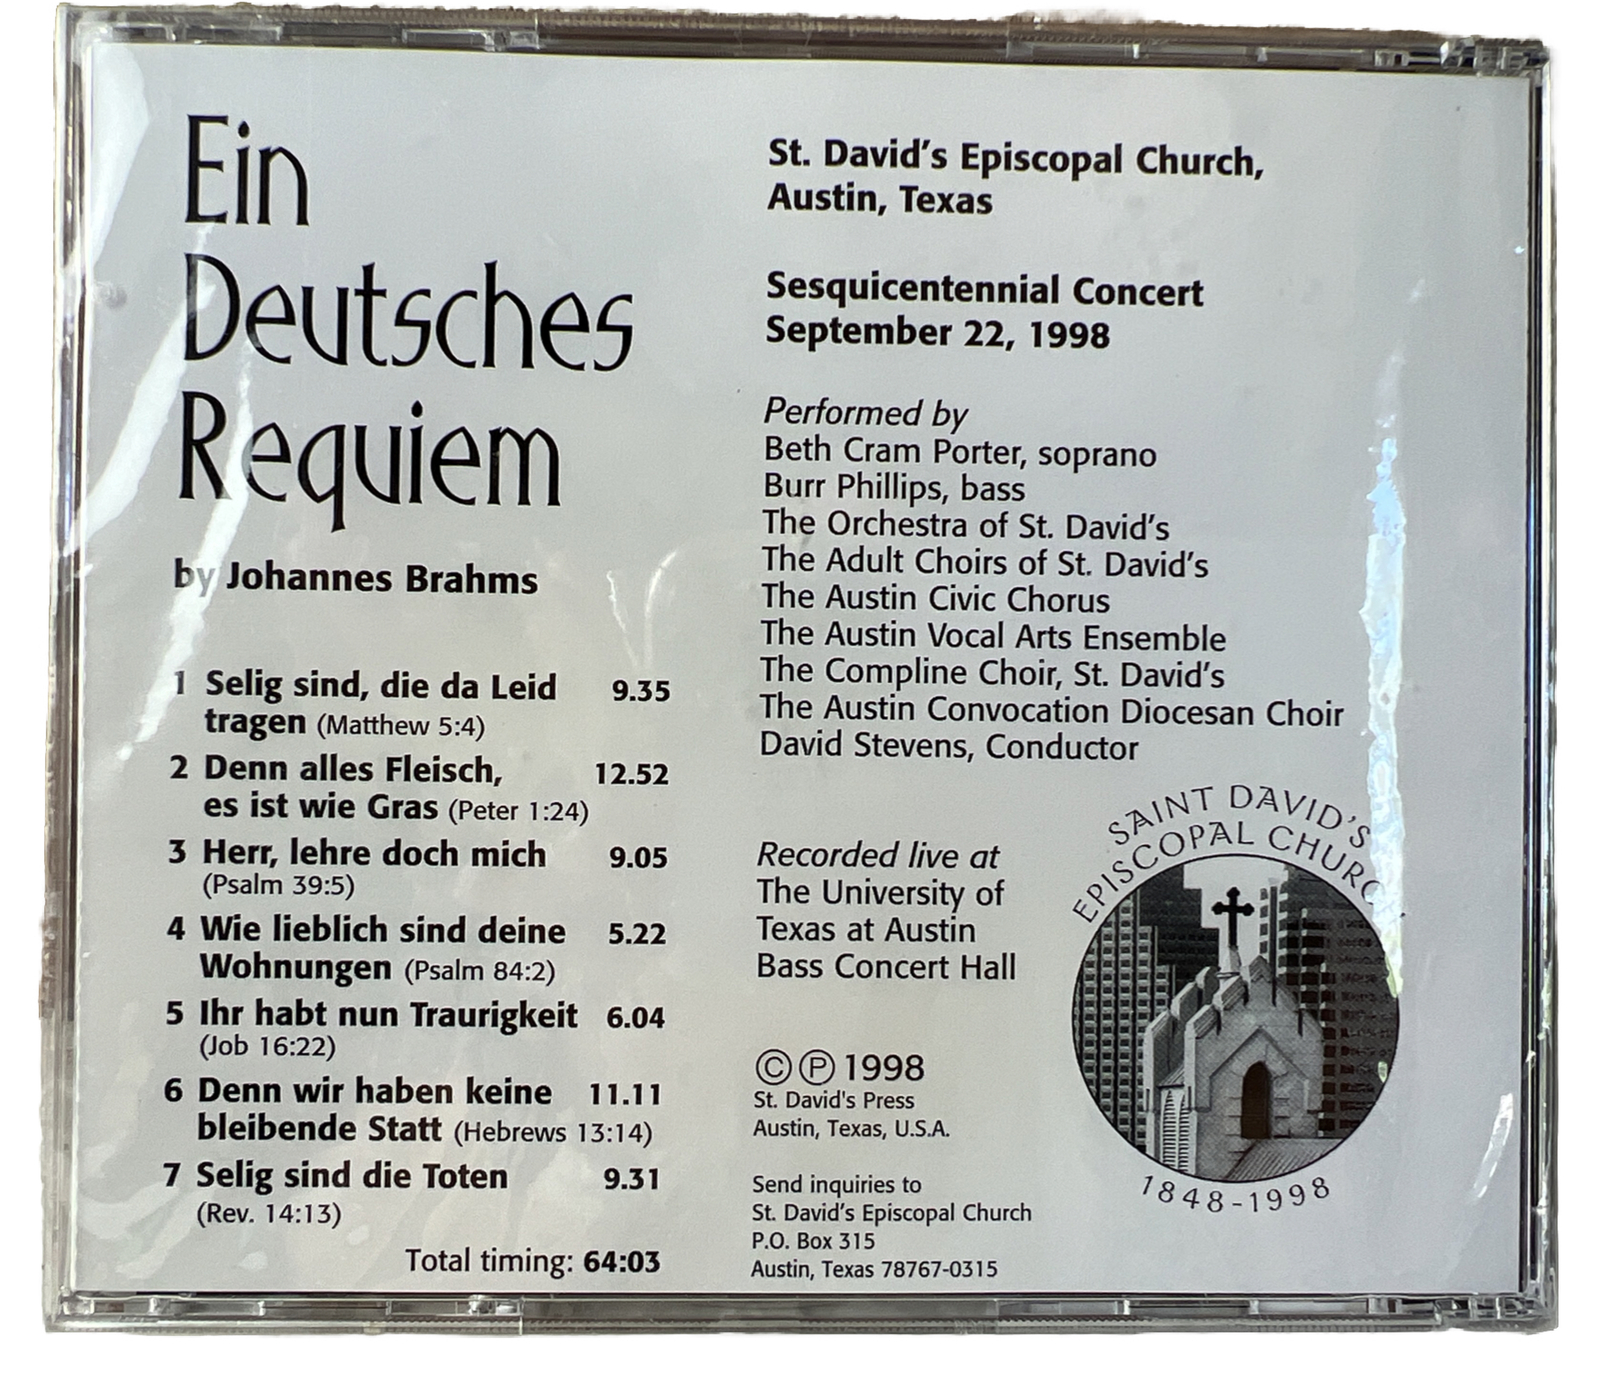 Ein
Deutsches
Requiem
by Johannes Brahms
1 Selig sind, die da Leid 9.35
tragen (Matthew 5:4)
2 Denn alles Fleisch, 12.52
es ist wie Gras (Peter 1:24)
3 Herr, lehre doch mich 9.05
(Psalm 39:5)
4 Wie lieblich sind deine 5.22
Wohnungen (Psalm 84:2)
5 Ihr habt nun Traurigkeit 6.04
(Job 16:22)
6 Denn wir haben keine 11.11
bleibende Statt (Hebrews 13:14)
7 Selig sind die Toten 9.31
(Rev. 14:13)
Total timing: 64:03
St. David's Episcopal Church,
Austin, Texas
Sesquicentennial Concert
September 22, 1998
Performed by
Beth Cram Porter, soprano
Burr Phillips, bass
The Orchestra of St. David's
The Adult Choirs of St. David's
The Austin Civic Chorus
The Austin Vocal Arts Ensemble
The Compline Choir, St. David's
The Austin Convocation Diocesan Choir
David Stevens, Conductor
Recorded live at
The University of
Texas at Austin
Bass Concert Hall
©℗ 1998
St. David's Press
Austin, Texas, U.S.A.
Send inquiries to
St. David's Episcopal Church
P.O. Box 315
Austin, Texas 78767-0315
SAINT DAVID'S
EPISCOPAL CHURCH
1848-1998